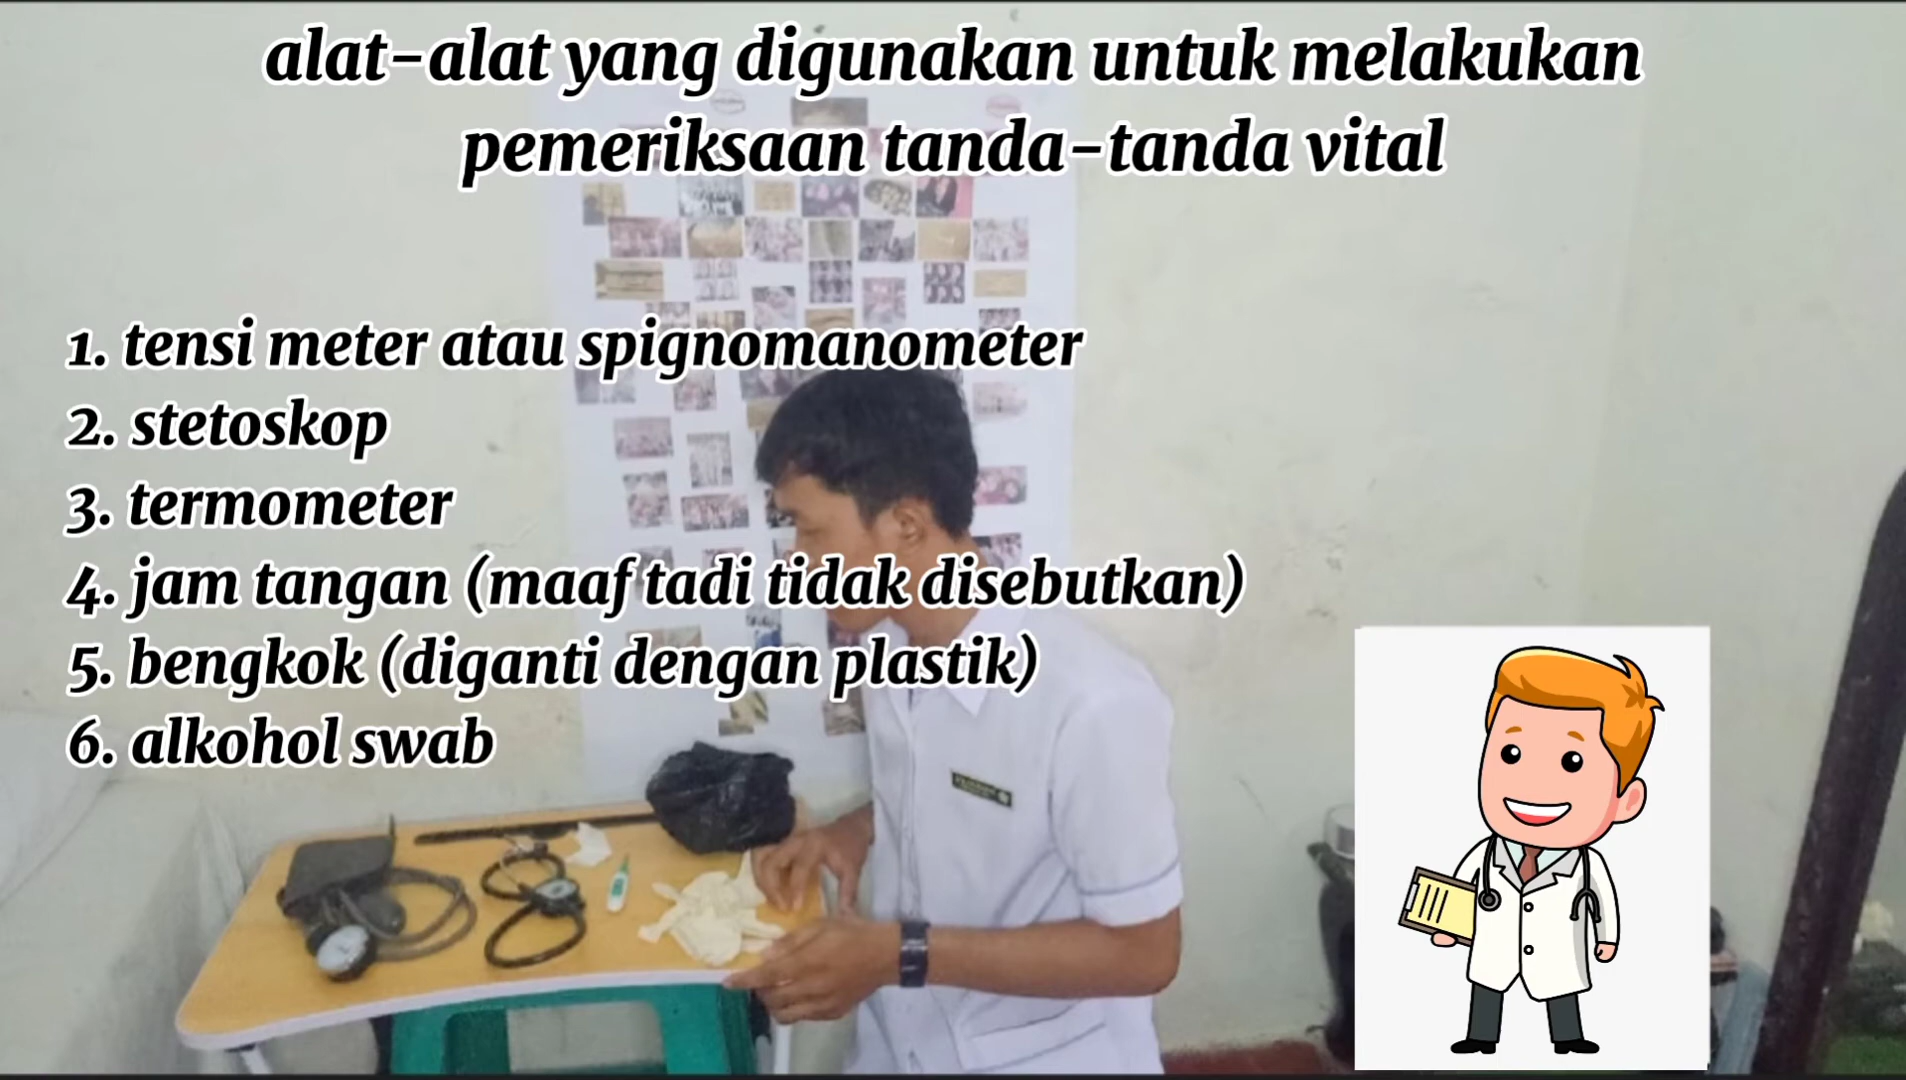 alat-alat yang digunakan untuk melakukan
pemeriksaan tanda-tanda vital
1. tensi meter atau spignomanometer
2. stetoskop
3. termometer
4. jam tangan (maaf tadi tidak disebutkan)
5. bengkok (diganti dengan plastik)
6. alkohol swab